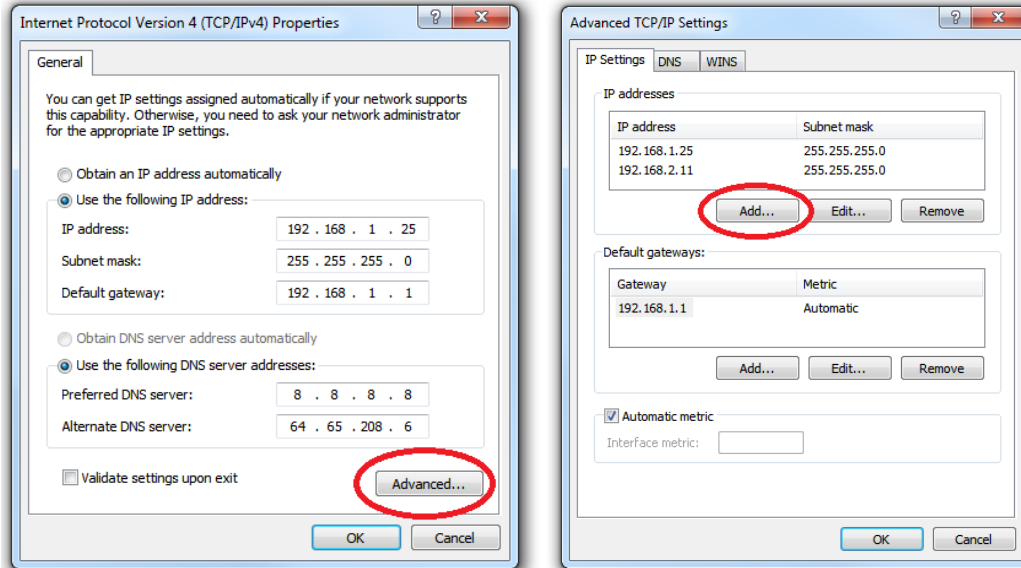 Internet Protocol Version 4 (TCP/IPv4) Properties
General
You can get IP settings assigned automatically if your network supports
this capability. Otherwise, you need to ask your network administrator
for the appropriate IP settings.
Obtain an IP address automatically
Use the following IP address:
IP address: 192 . 168 . 1 . 25
Subnet mask: 255 . 255 . 255 . 0
Default gateway: 192 . 168 . 1 . 1
Obtain DNS server address automatically
Use the following DNS server addresses:
Preferred DNS server: 8 . 8 . 8 . 8
Alternate DNS server: 64 . 65 . 208 . 6
Validate settings upon exit
Advanced...
OK Cancel
Advanced TCP/IP Settings
IP Settings DNS WINS
IP addresses
IP address Subnet mask
192.168.1.25 255.255.255.0
192.168.2.11 255.255.255.0
Add... Edit... Remove
Default gateways:
Gateway Metric
192.168.1.1 Automatic
Add... Edit... Remove
Automatic metric
Interface metric:
OK Cancel